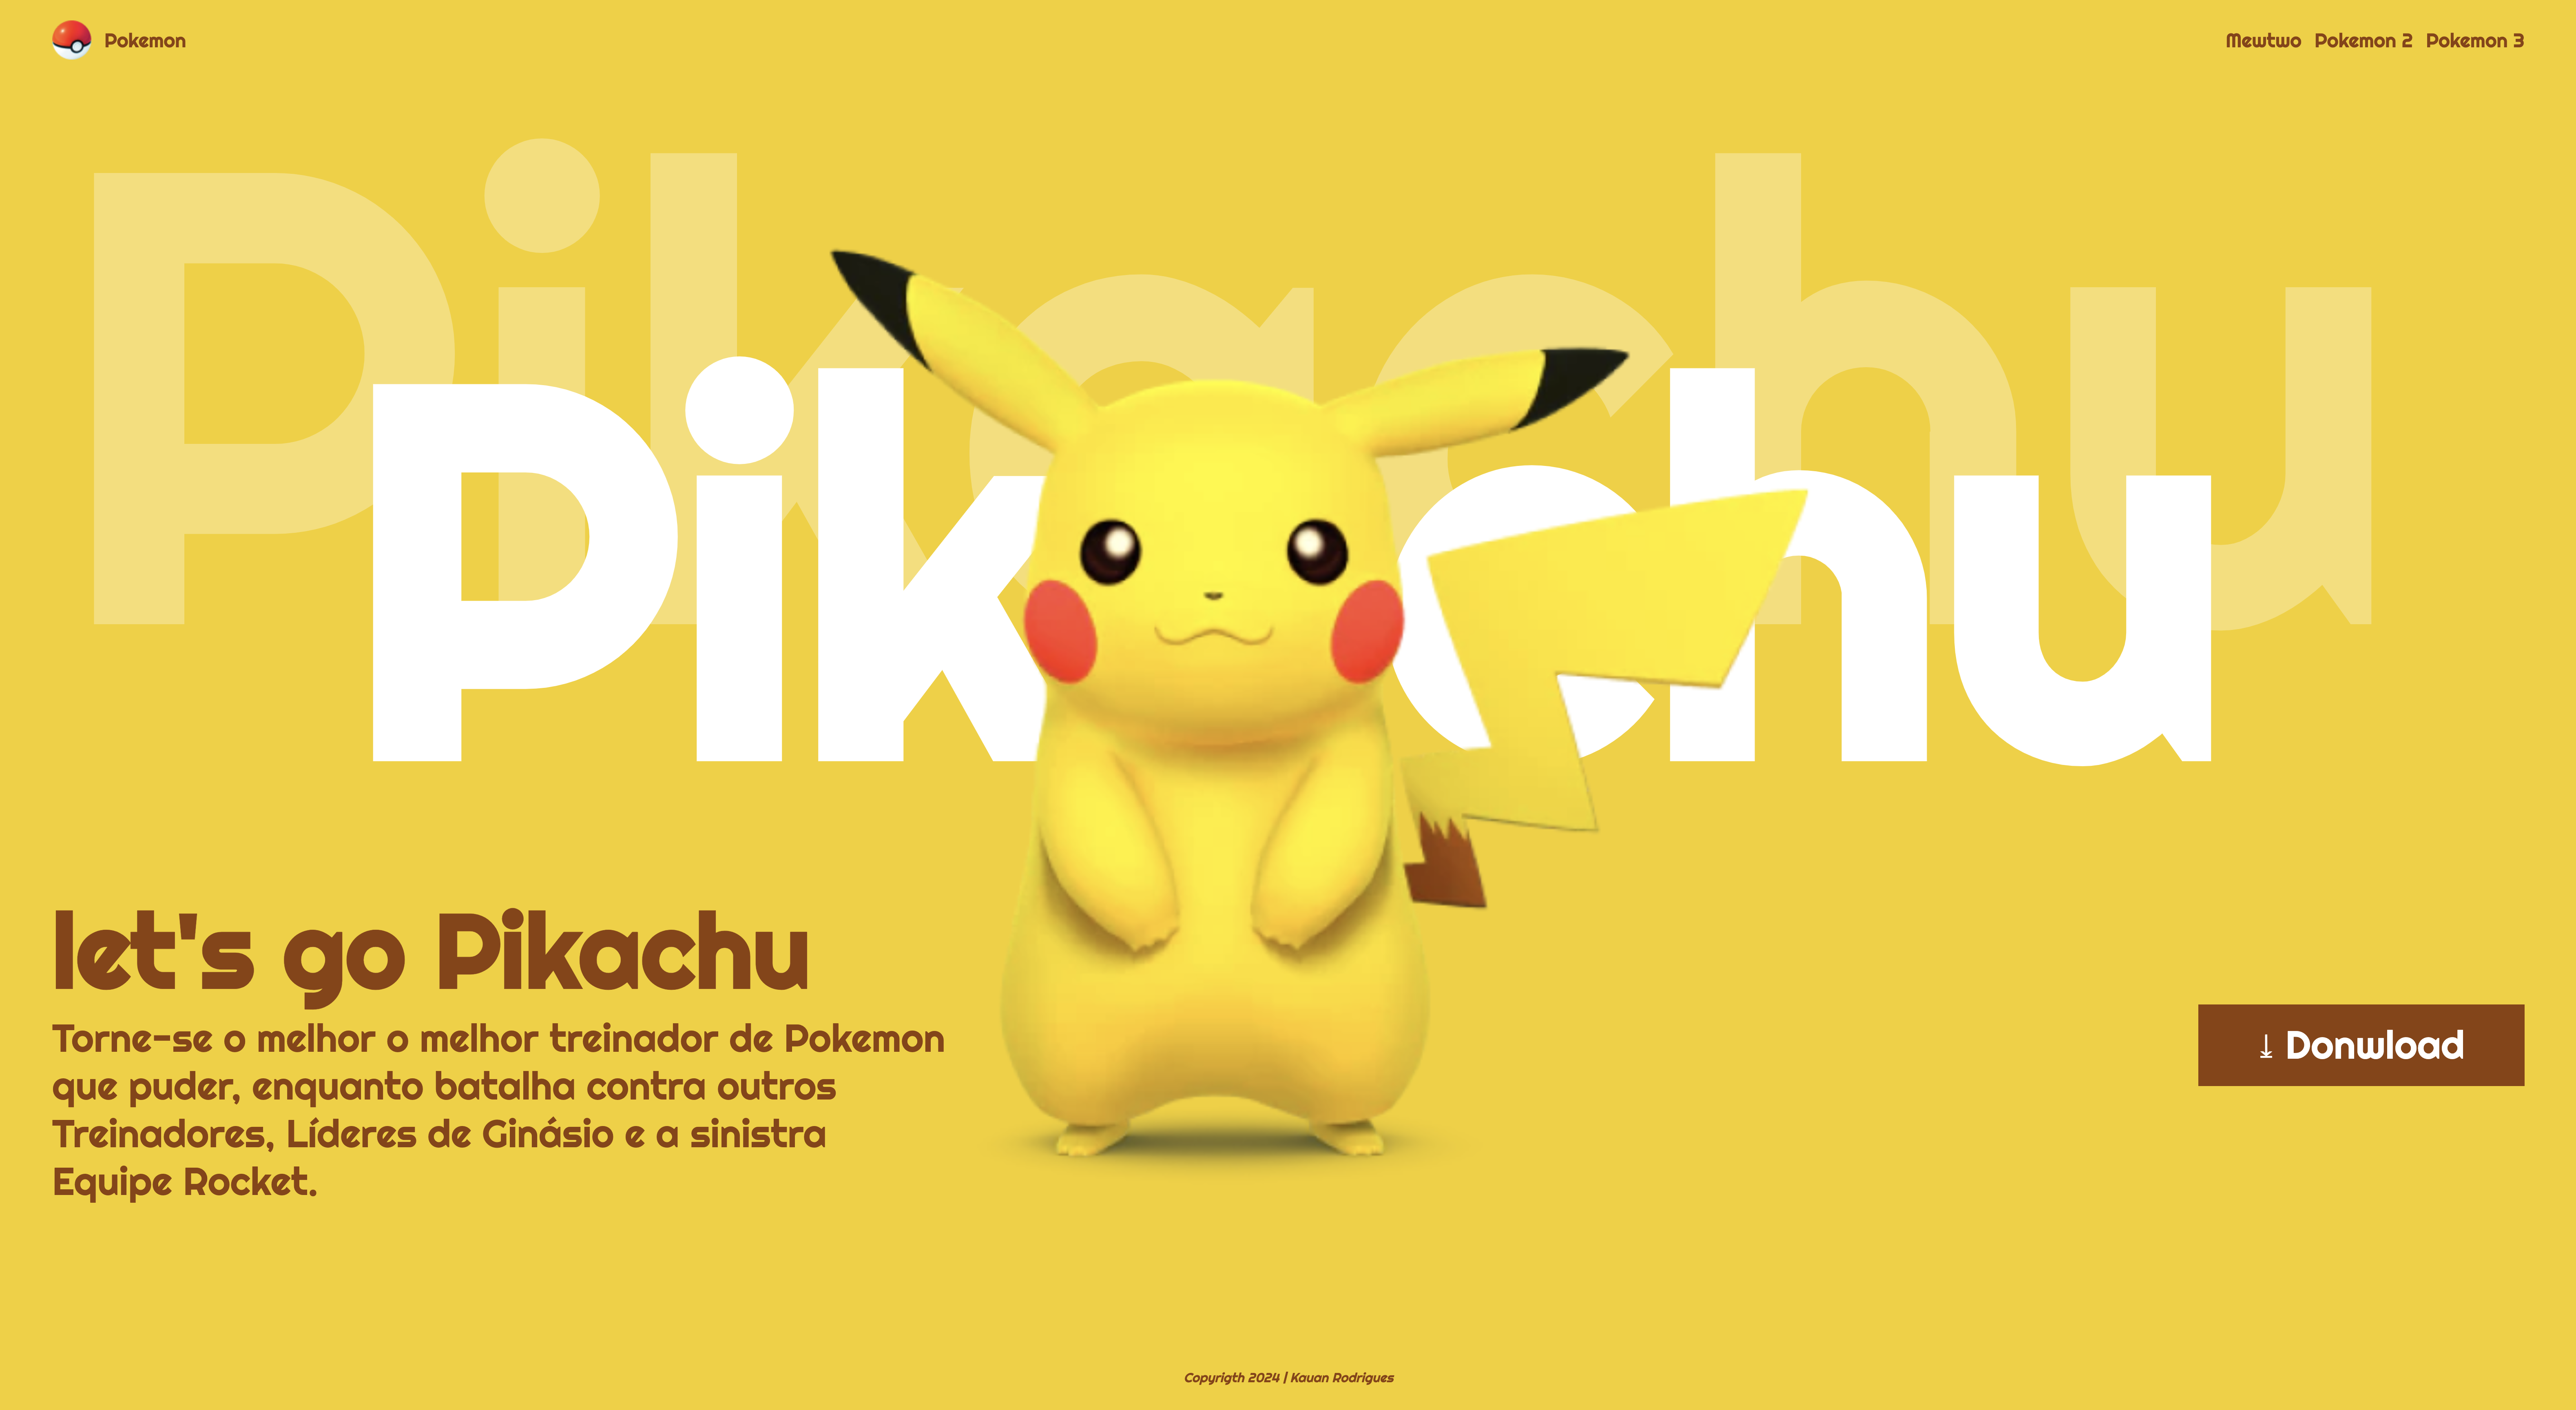 Pokemon
Mewtwo Pokemon 2 Pokemon 3
Pikachu
Pikachu
let's go Pikachu
Torne-se o melhor o melhor treinador de Pokemon
que puder, enquanto batalha contra outros
Treinadores, Líderes de Ginásio e a sinistra
Equipe Rocket.
↓ Donwload
Copyrigth 2024 | Kauan Rodrigues